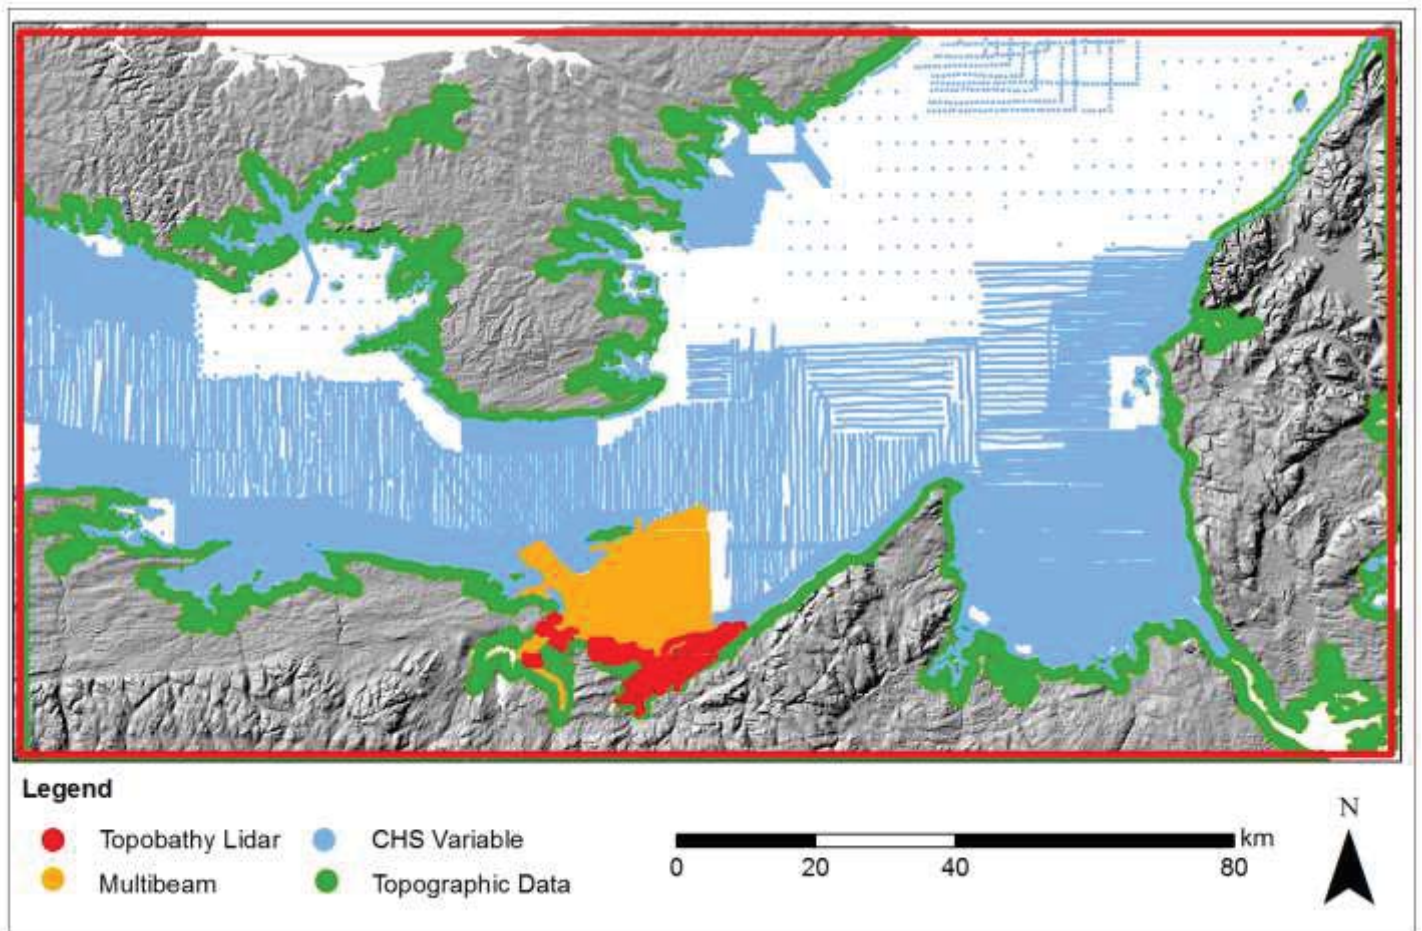 Legend
Topobathy Lidar
CHS Variable
Multibeam
Topographic Data
0 20 40 80 km
N